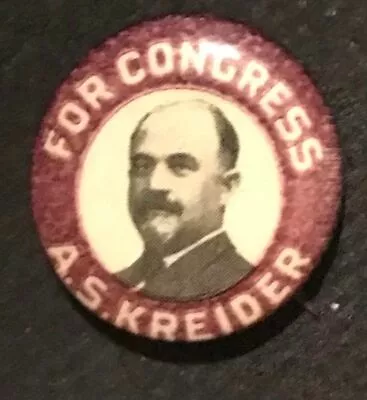 FOR CONGRESS
A.S. KREIDER